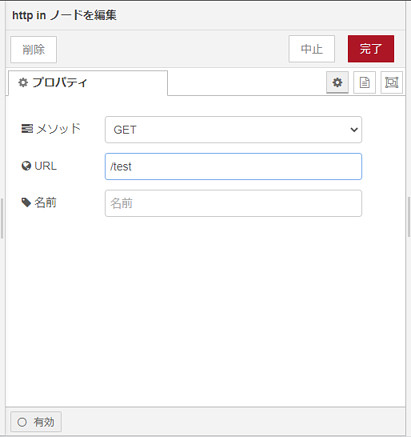 http in ノードを編集
削除
中止
完了
プロパティ
メソッド
GET
URL
/test
名前
名前
有効